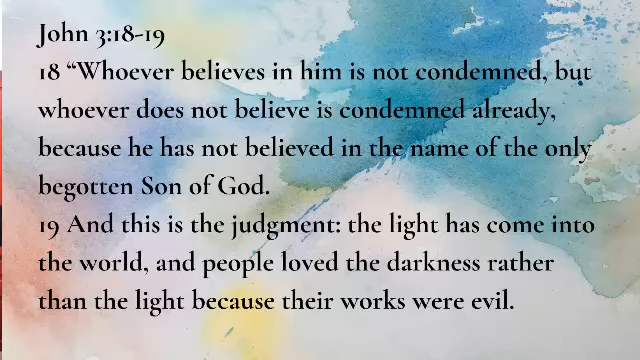 John 3:18-19
18 “Whoever believes in him is not condemned, but
whoever does not believe is condemned already,
because he has not believed in the name of the only
begotten Son of God.
19 And this is the judgment: the light has come into
the world, and people loved the darkness rather
than the light because their works were evil.